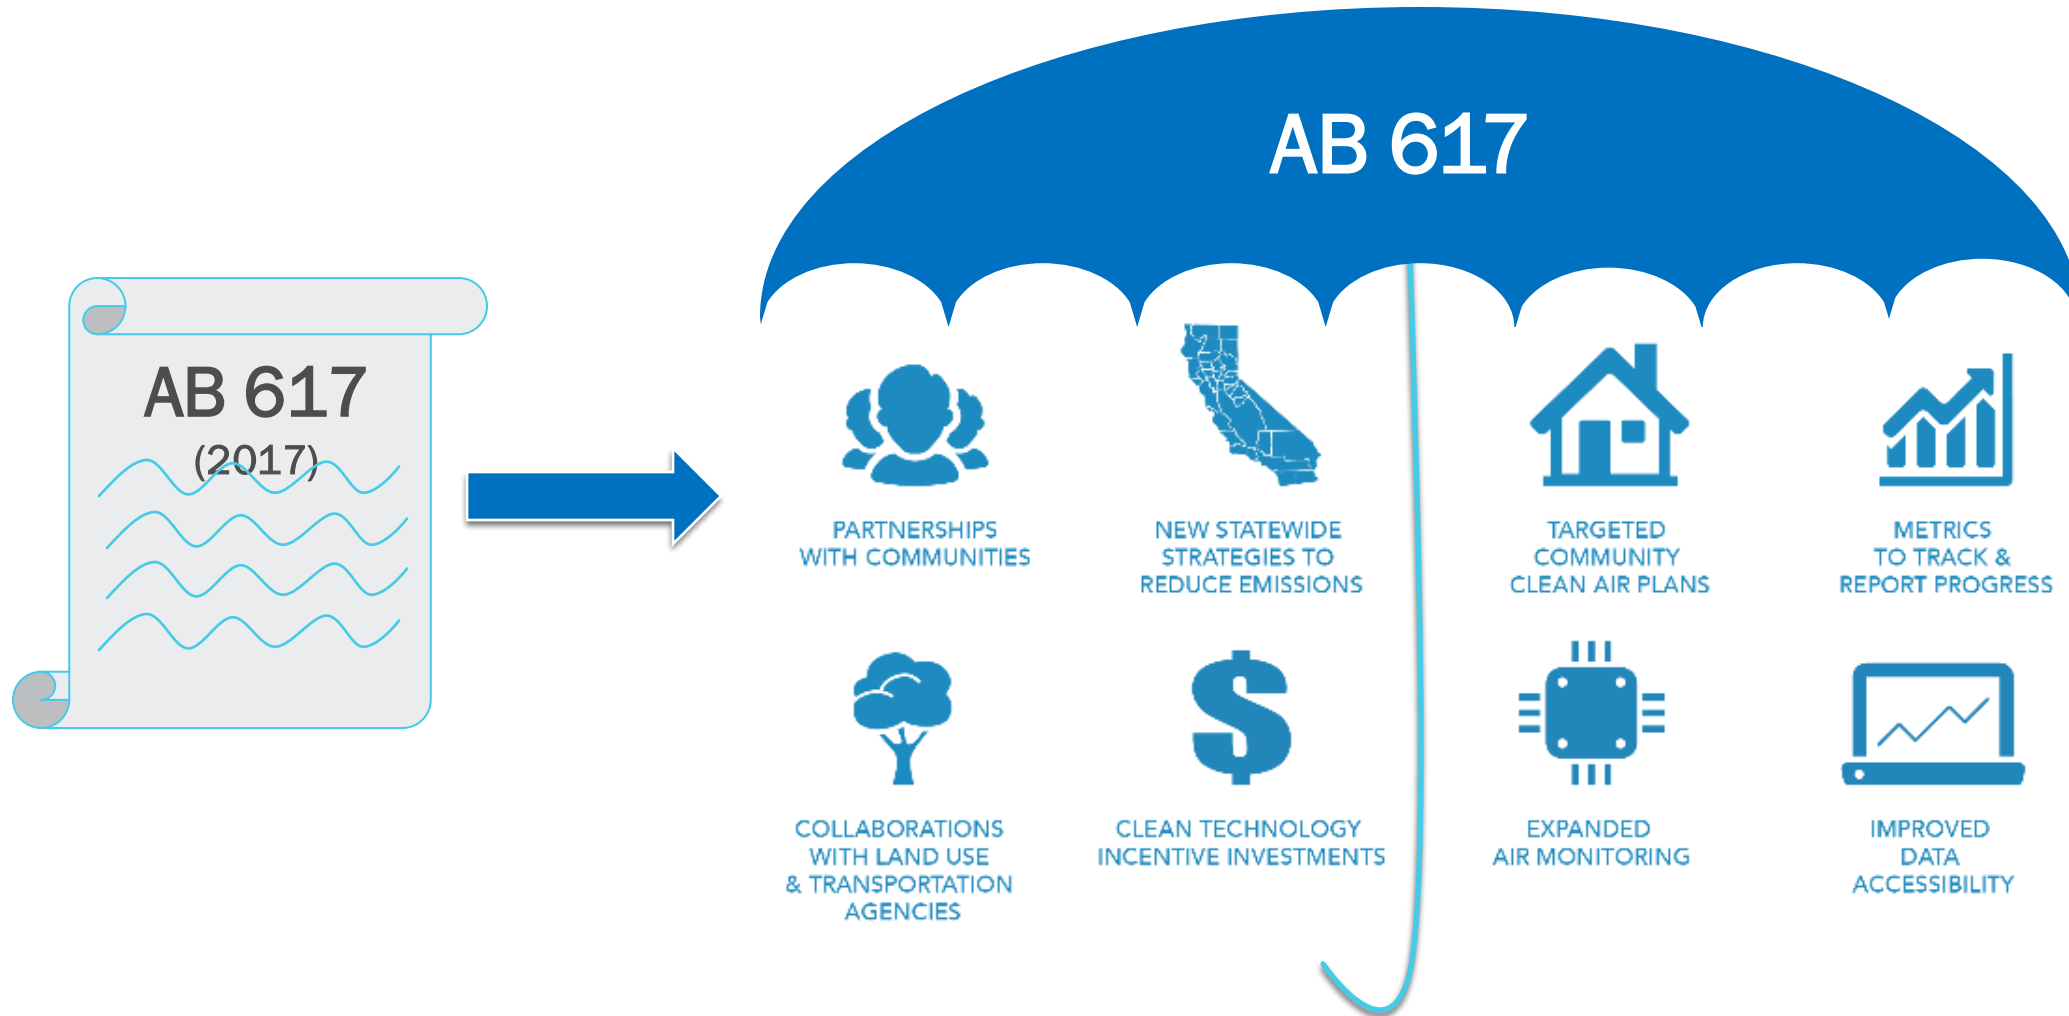 AB 617
AB 617
(2017)
PARTNERSHIPS
WITH COMMUNITIES
NEW STATEWIDE
STRATEGIES TO
REDUCE EMISSIONS
TARGETED
COMMUNITY
CLEAN AIR PLANS
METRICS
TO TRACK &
REPORT PROGRESS
COLLABORATIONS
WITH LAND USE
& TRANSPORTATION
AGENCIES
CLEAN TECHNOLOGY
INCENTIVE INVESTMENTS
EXPANDED
AIR MONITORING
IMPROVED
DATA
ACCESSIBILITY